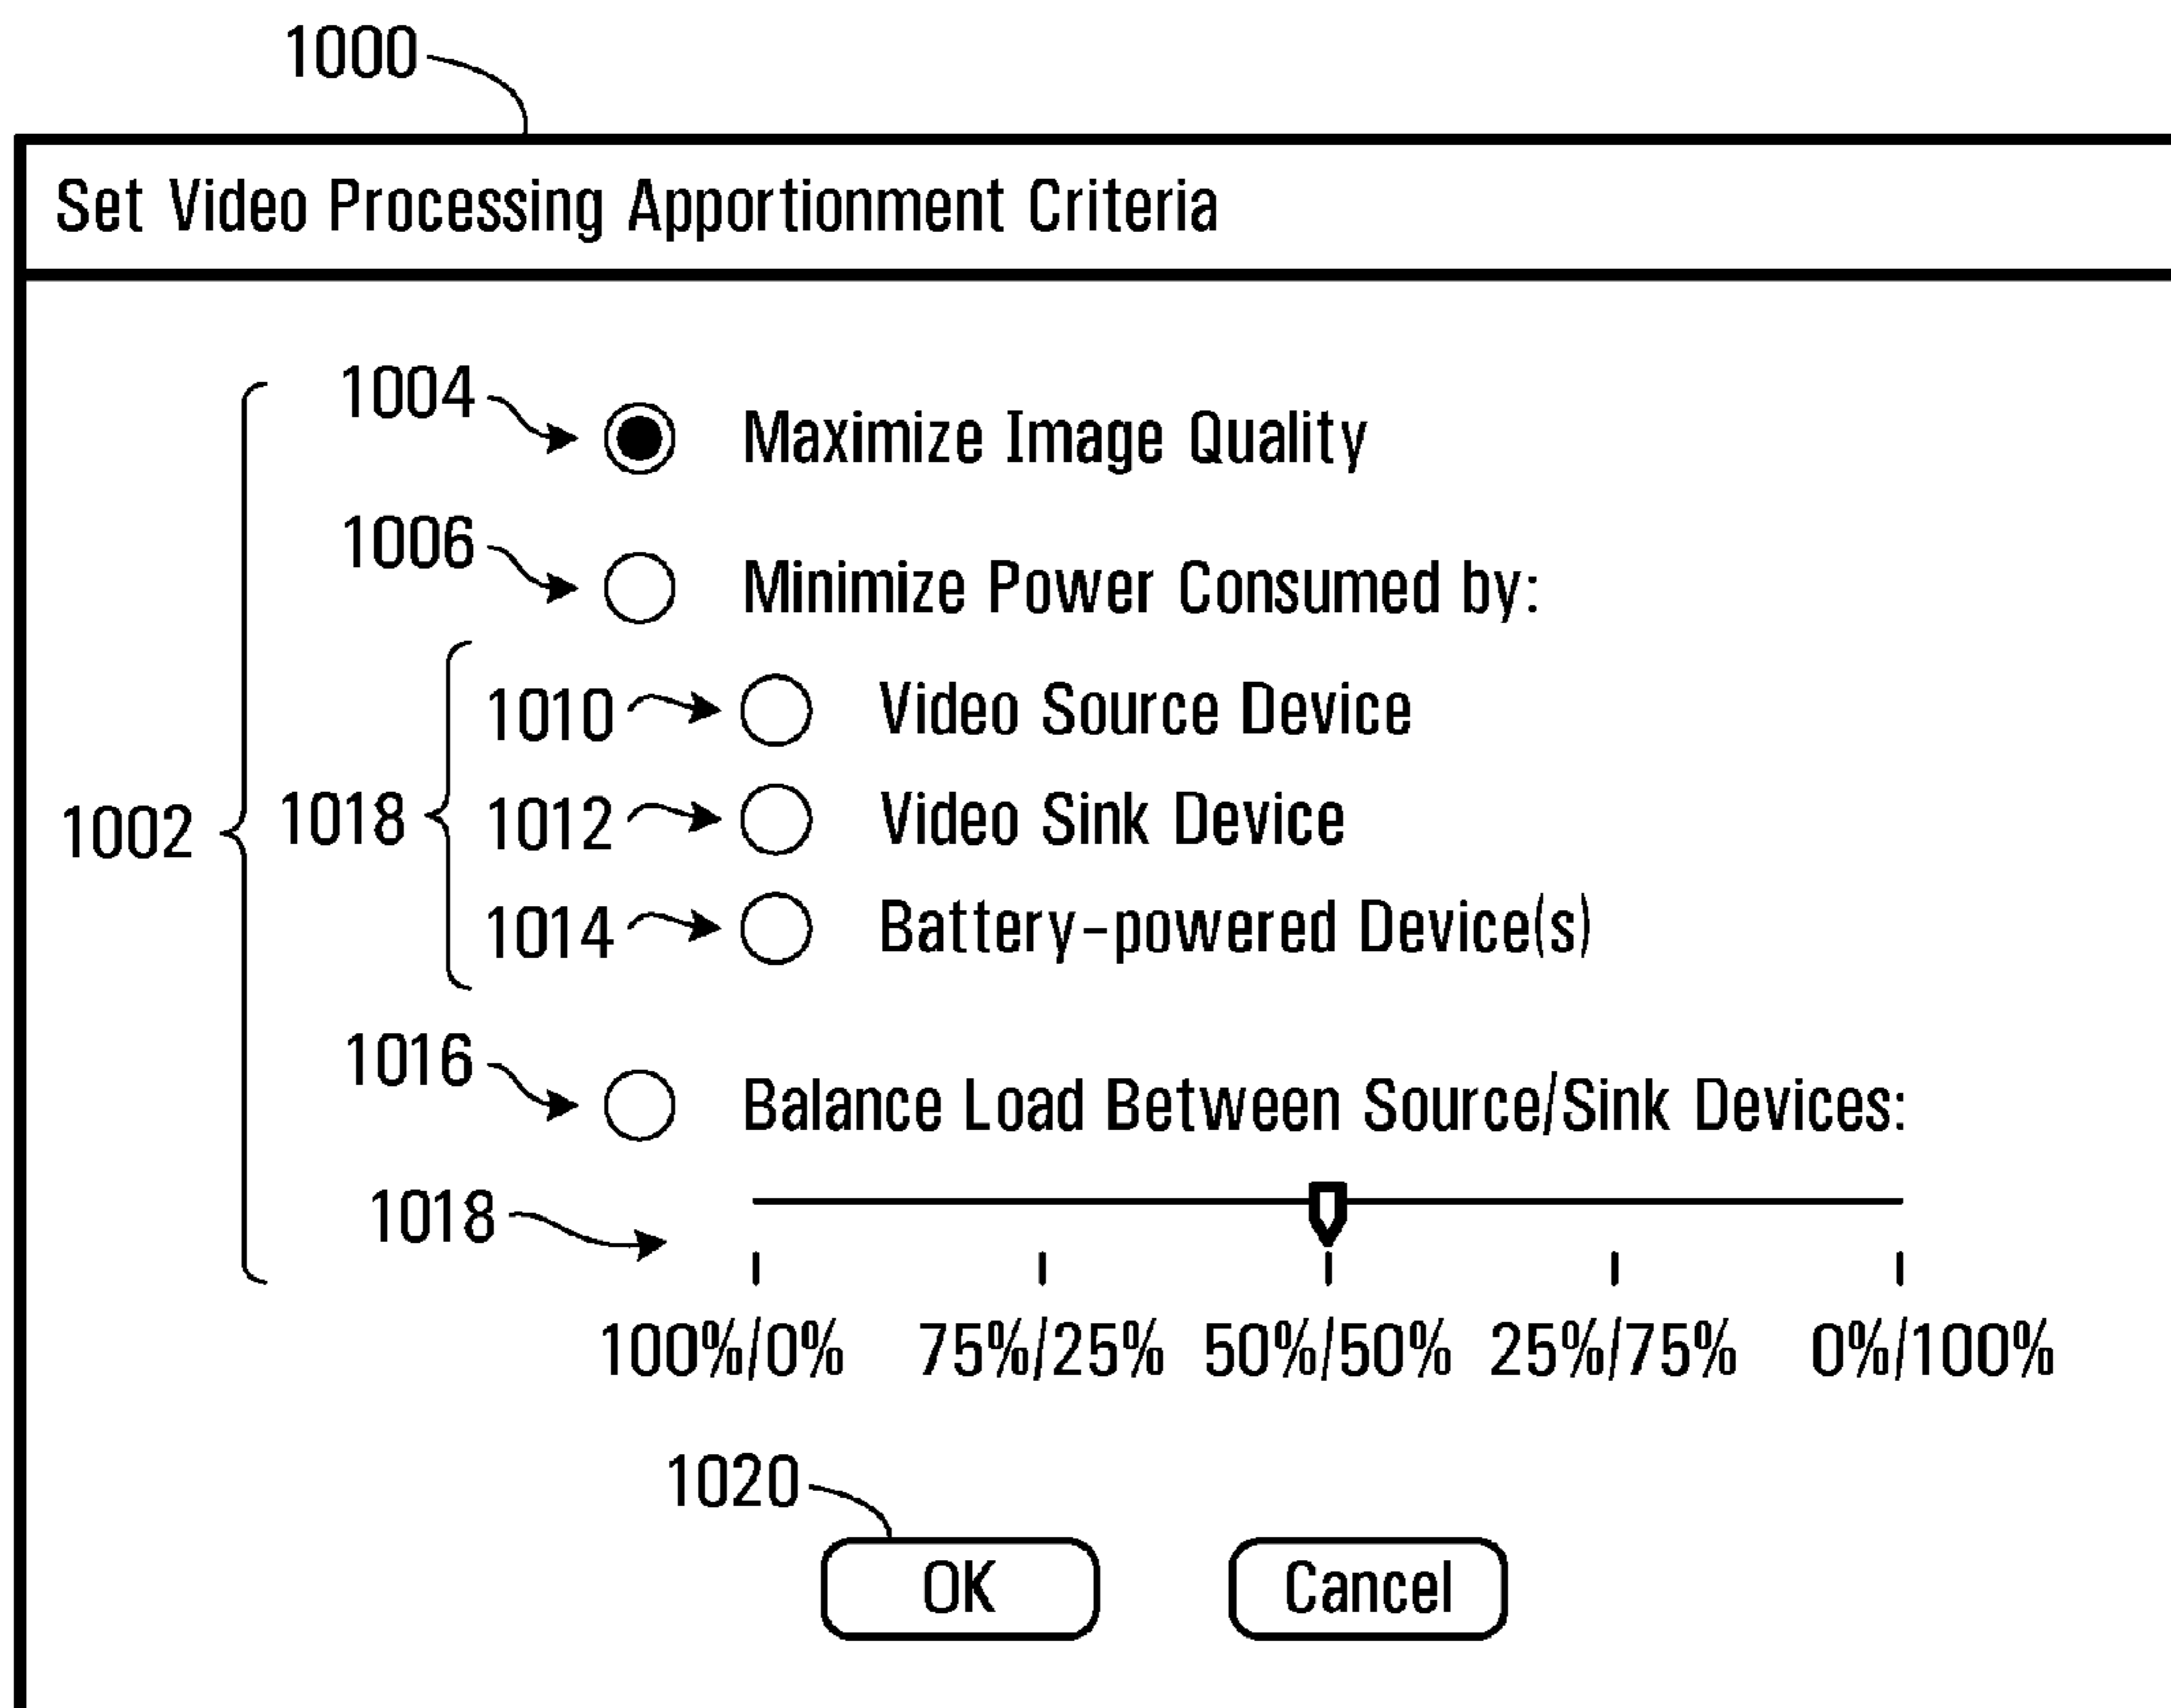 1000
Set Video Processing Apportionment Criteria
1004 Maximize Image Quality
1006 Minimize Power Consumed by:
1010 Video Source Device
1002 1018 1012 Video Sink Device
1014 Battery-powered Device(s)
1016 Balance Load Between Source/Sink Devices:
1018
100%/0% 75%/25% 50%/50% 25%/75% 0%/100%
1020
OK Cancel